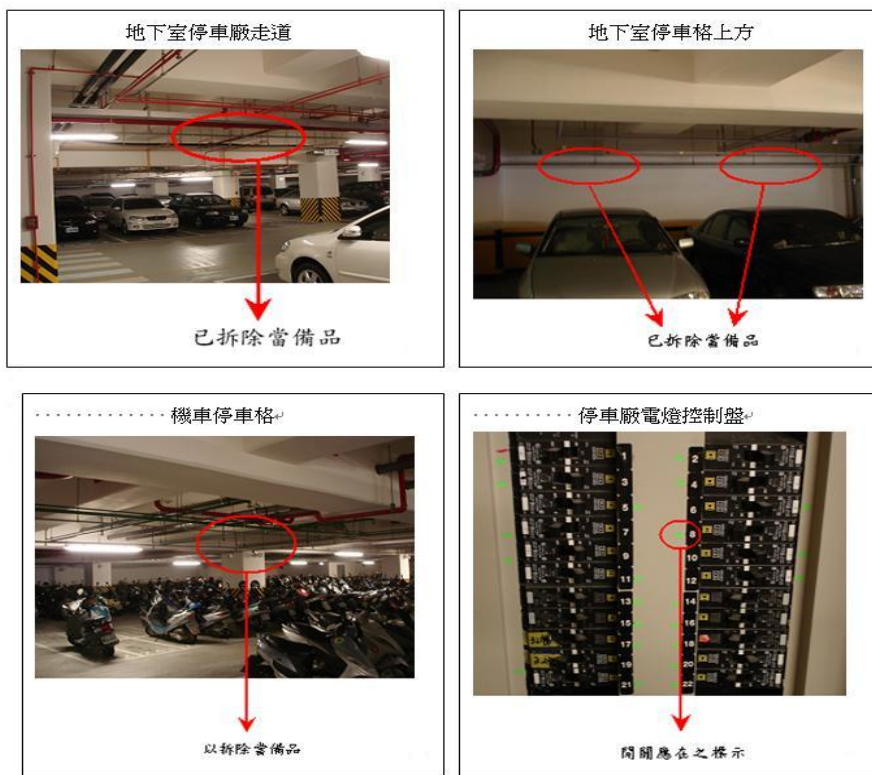 地下室停車廠走道
已拆除當備品
地下室停車格上方
已拆除當備品
機車停車格
以拆除當備品
停車廠電燈控制盤
1 2
3 4
5 6
7 8
9 10
11 12
13 14
15 16
17 18
19 20
21 22
開關應在之標示